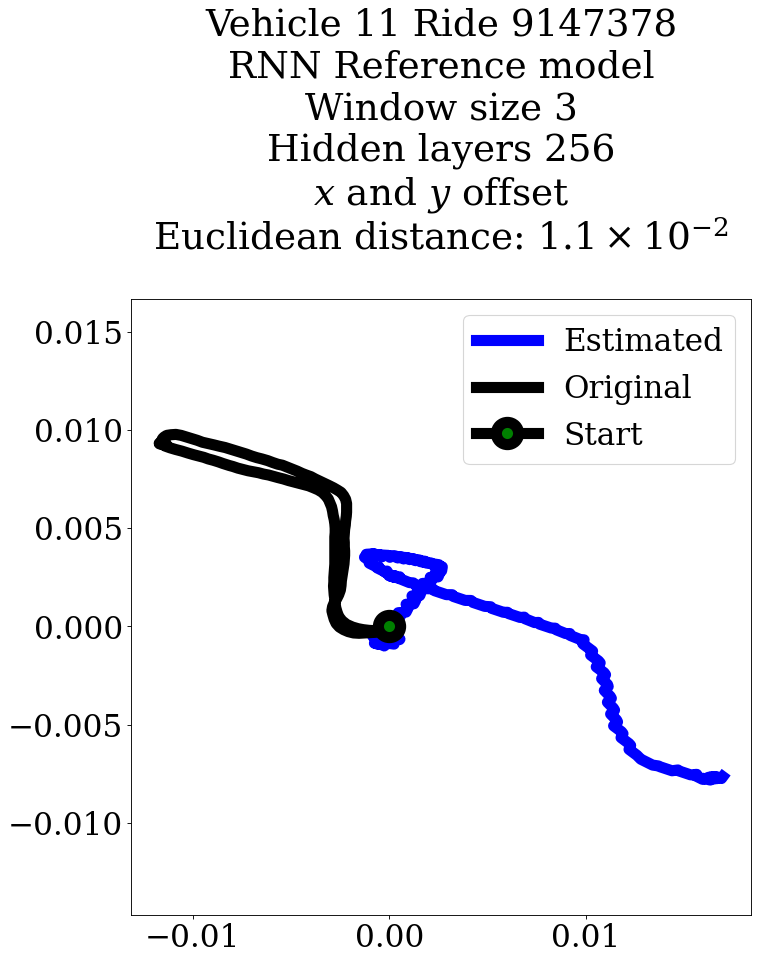 Vehicle 11 Ride 9147378
RNN Reference model
Window size 3
Hidden layers 256
x and y offset
Euclidean distance: 1.1 × 10⁻²
Estimated
Original
Start
0.015
0.010
0.005
0.000
−0.005
−0.010
−0.01
0.00
0.01